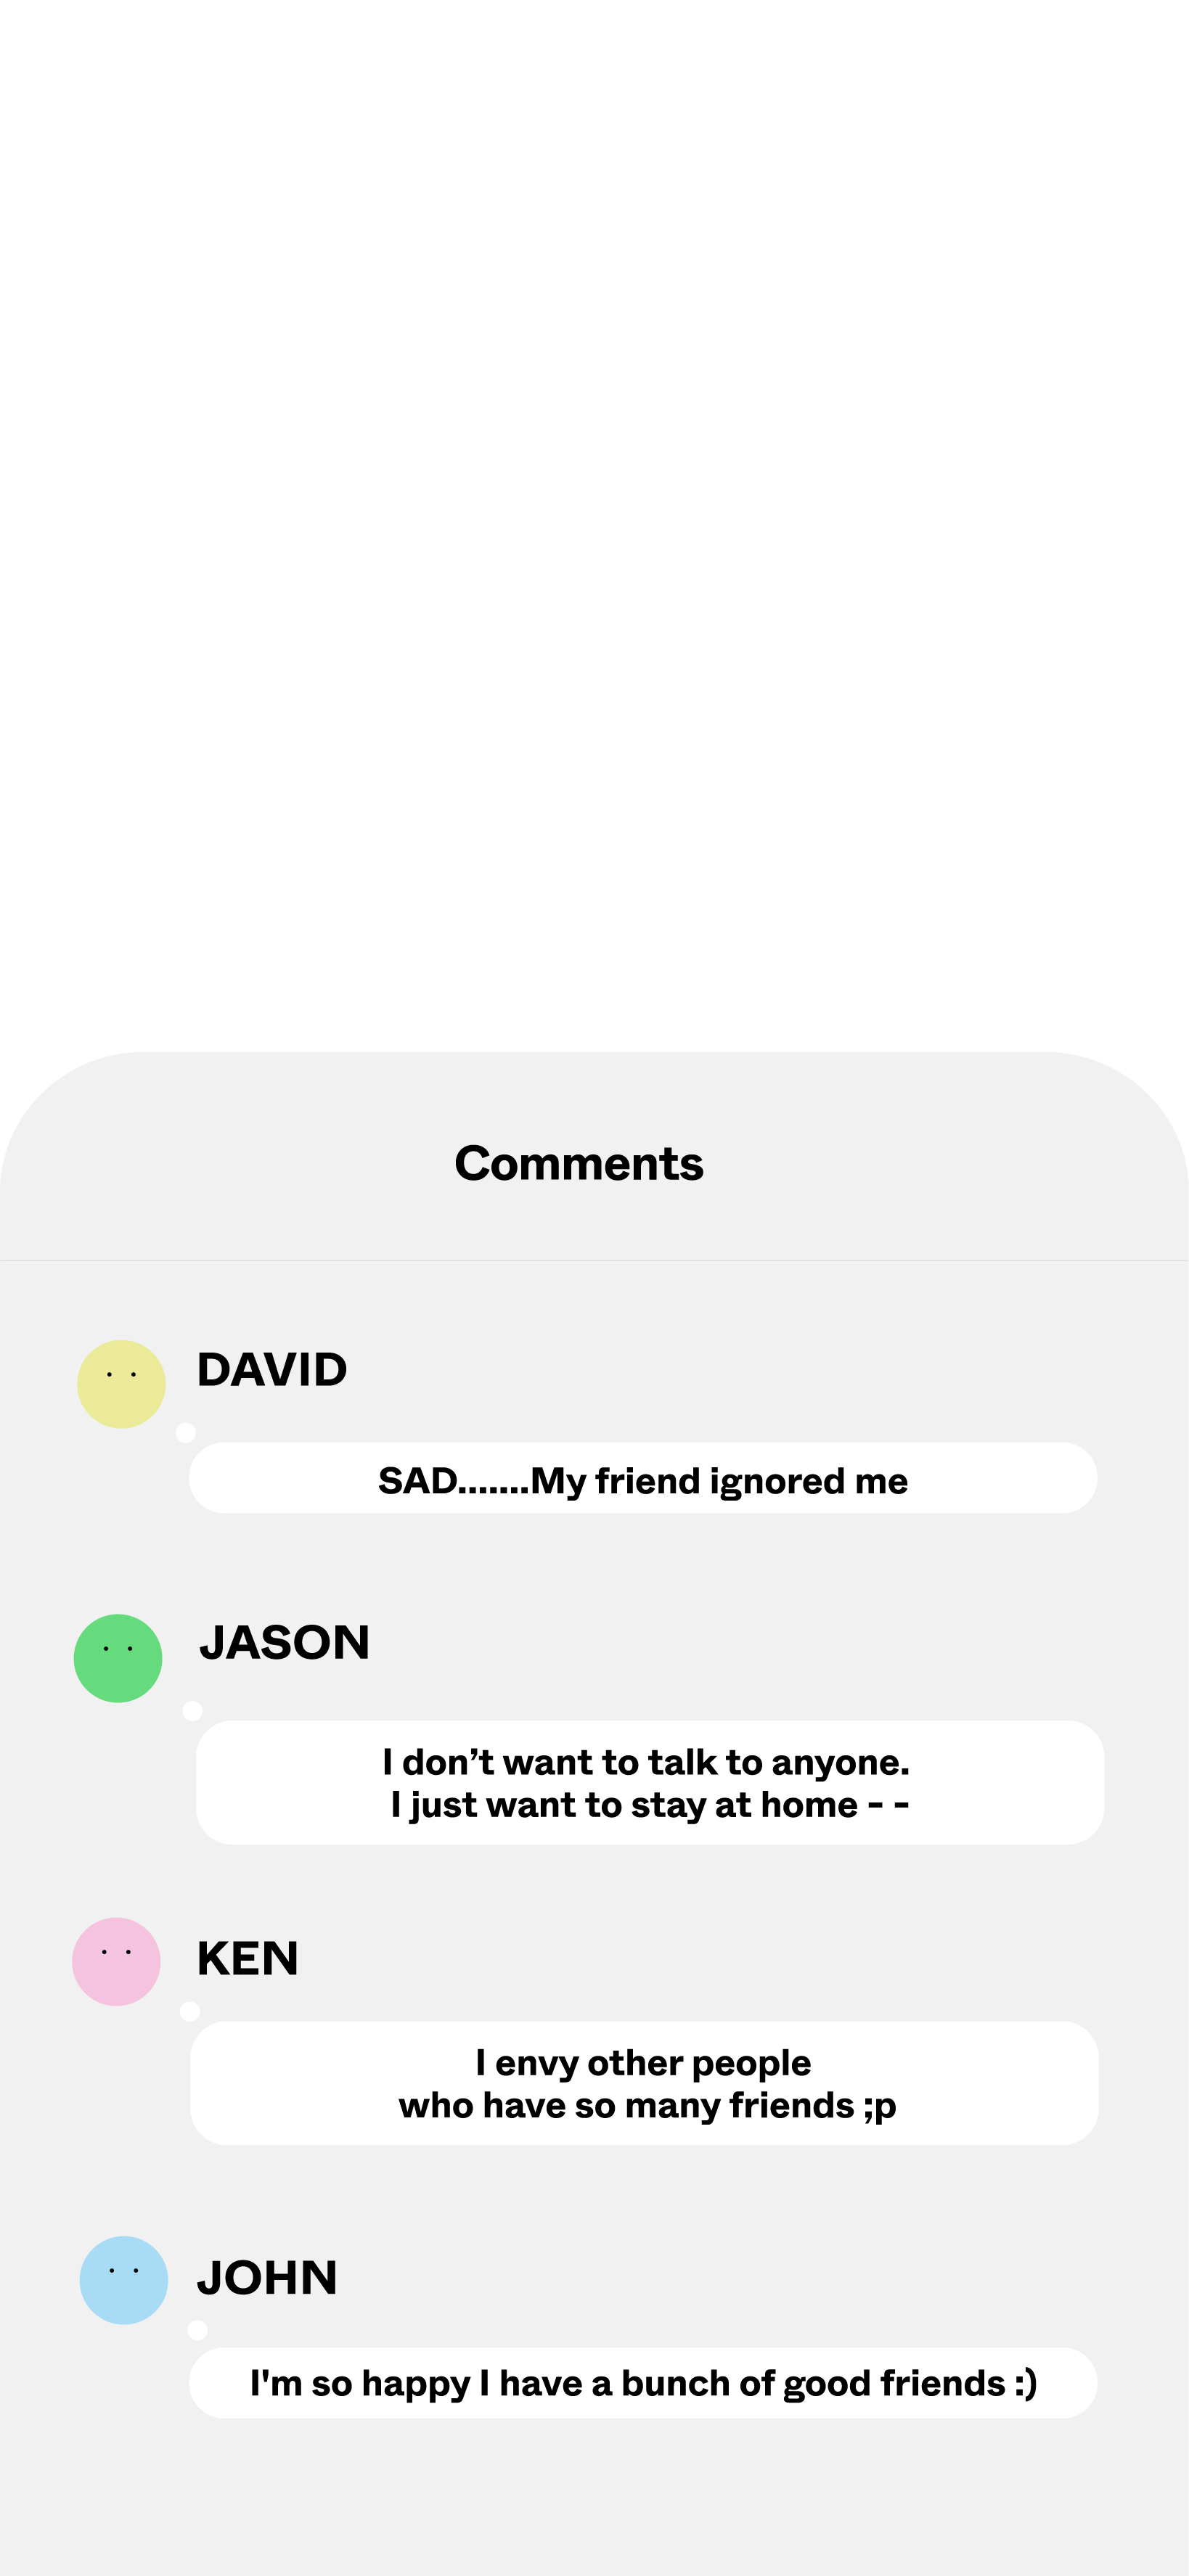 Comments
DAVID
SAD.......My friend ignored me
JASON
I don’t want to talk to anyone.
I just want to stay at home - -
KEN
I envy other people
who have so many friends ;p
JOHN
I'm so happy I have a bunch of good friends :)